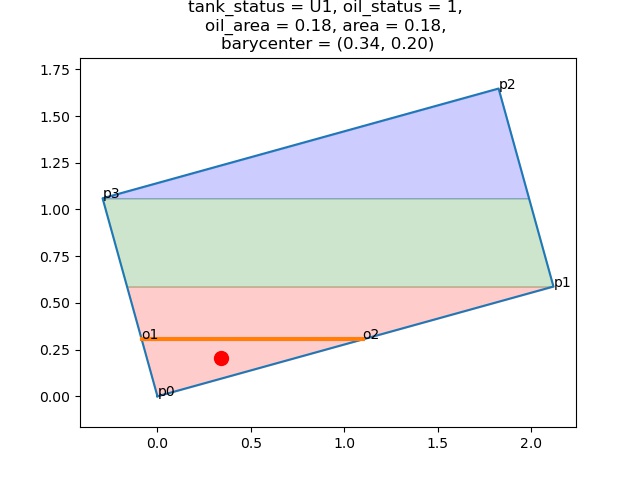 tank_status = U1, oil_status = 1,
oil_area = 0.18, area = 0.18,
barycenter = (0.34, 0.20)
1.75
p2
1.50
1.25
p3
1.00
0.75
p1
0.50
o1
o2
0.25
p0
0.00
0.0
0.5
1.0
1.5
2.0